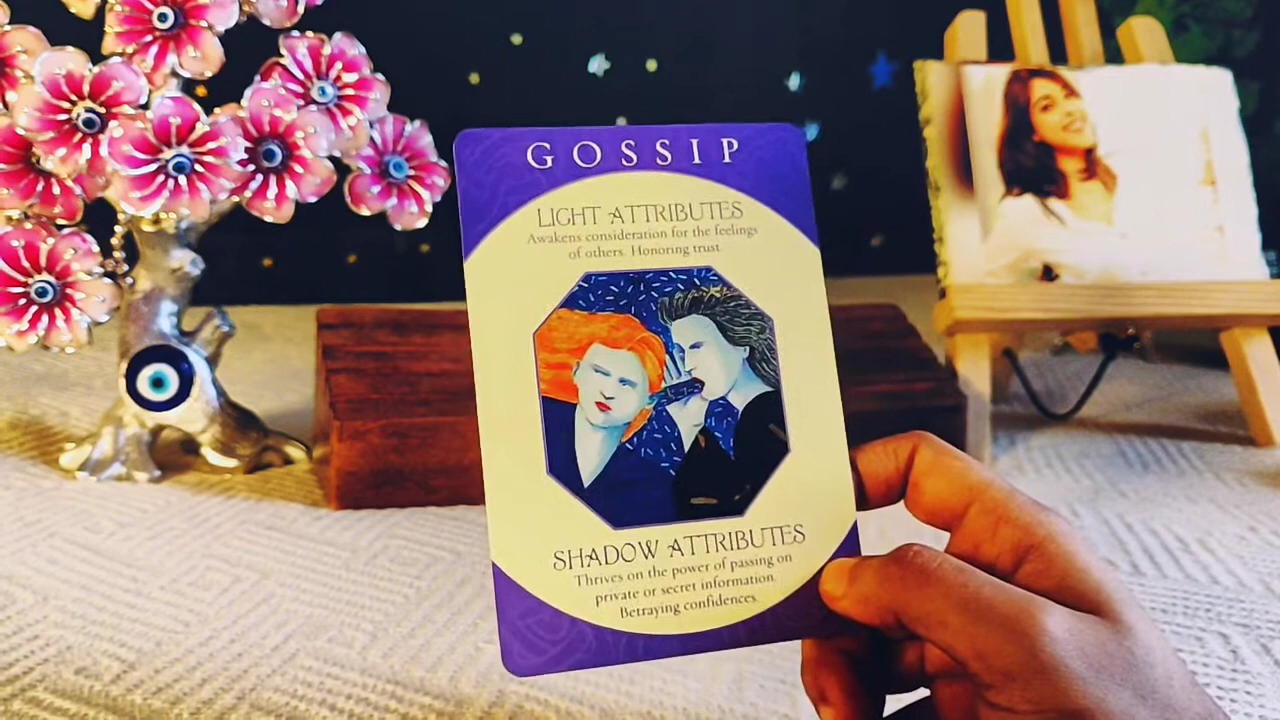 GOSSIP
LIGHT ATTRIBUTES
Awakens consideration for the feelings
of others. Honoring trust.
SHADOW ATTRIBUTES
Thrives on the power of passing on
private or secret information.
Betraying confidences.